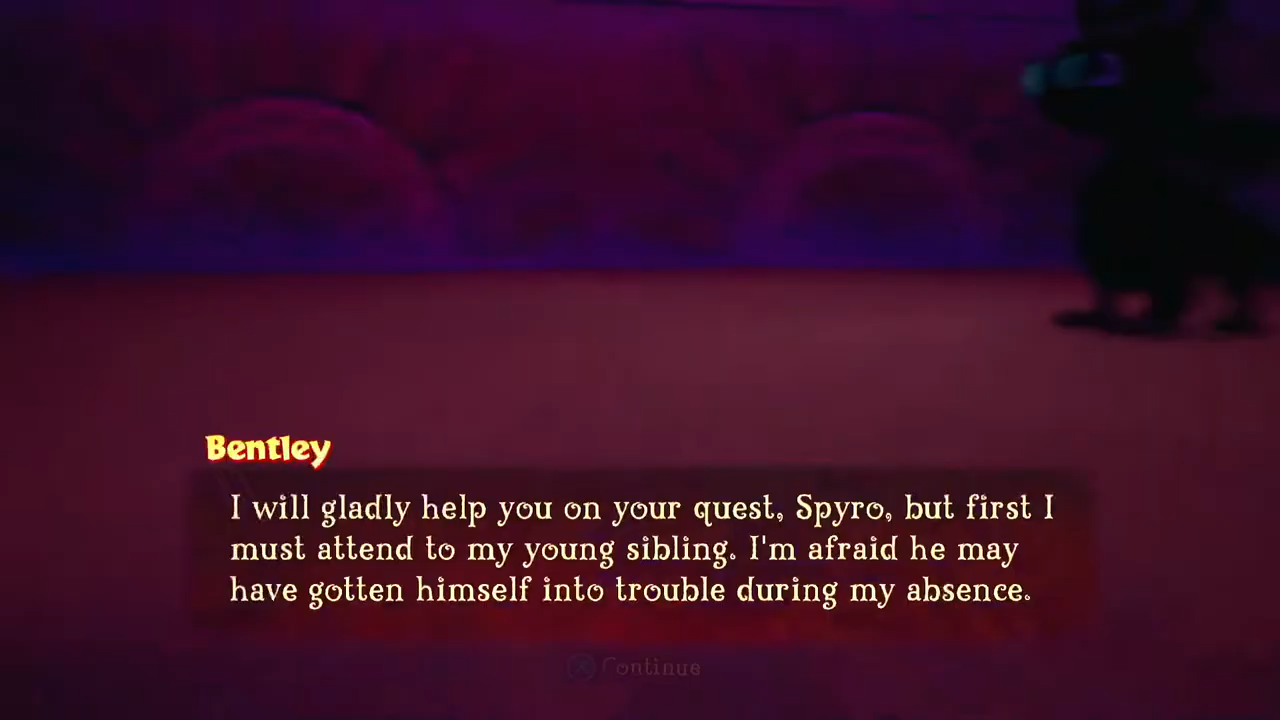 Bentley
I will gladly help you on your quest, Spyro, but first I
must attend to my young sibling. I'm afraid he may
have gotten himself into trouble during my absence.
Continue